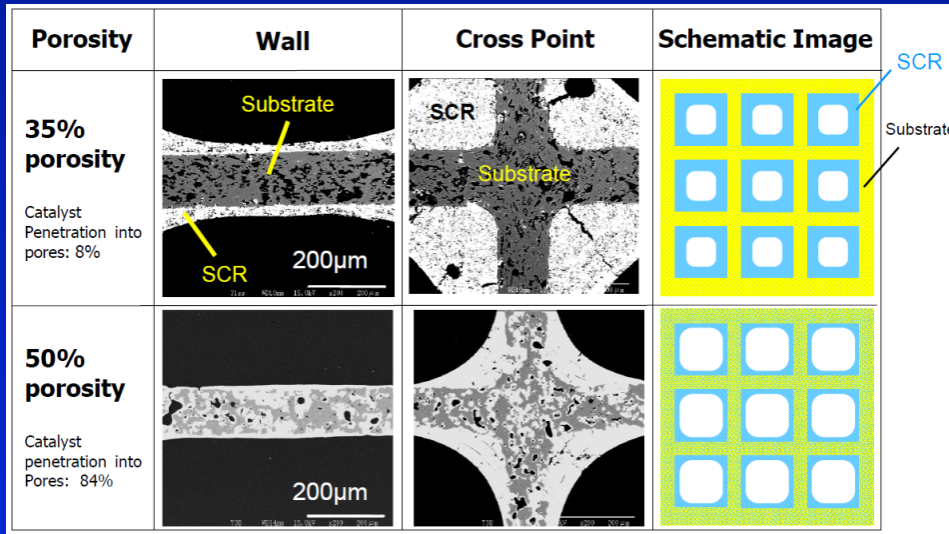 Porosity
Wall
Cross Point
Schematic Image
SCR
Substrate
35%
porosity
Catalyst
Penetration into
pores: 8%
Substrate
SCR
200μm
SCR
Substrate
50%
porosity
Catalyst
penetration into
Pores: 84%
200μm